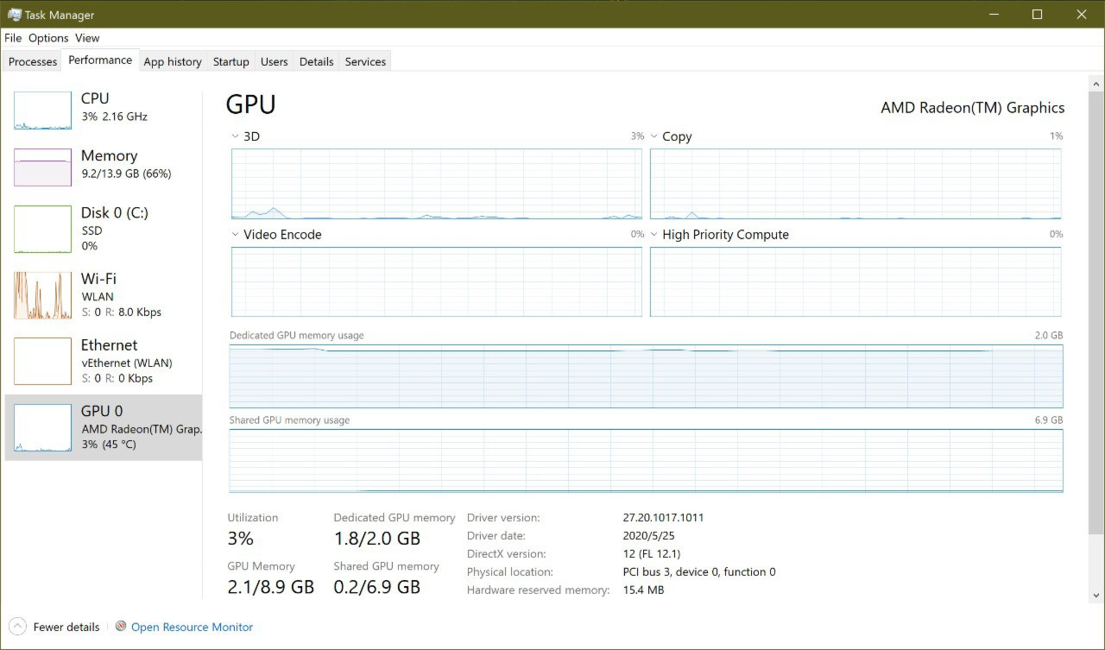 Task Manager
File Options View
Processes Performance App history Startup Users Details Services
CPU
3% 2.16 GHz
Memory
9.2/13.9 GB (66%)
Disk 0 (C:)
SSD
0%
Wi-Fi
WLAN
S: 0 R: 8.0 Kbps
Ethernet
vEthernet (WLAN)
S: 0 R: 0 Kbps
GPU 0
AMD Radeon(TM) Grap...
3% (45 °C)
GPU
AMD Radeon(TM) Graphics
3D 3%
Copy 1%
Video Encode 0%
High Priority Compute 0%
Dedicated GPU memory usage 2.0 GB
Shared GPU memory usage 6.9 GB
Utilization
3%
Dedicated GPU memory
1.8/2.0 GB
GPU Memory
2.1/8.9 GB
Shared GPU memory
0.2/6.9 GB
Driver version: 27.20.1017.1011
Driver date: 2020/5/25
DirectX version: 12 (FL 12.1)
Physical location: PCI bus 3, device 0, function 0
Hardware reserved memory: 15.4 MB
Fewer details
Open Resource Monitor